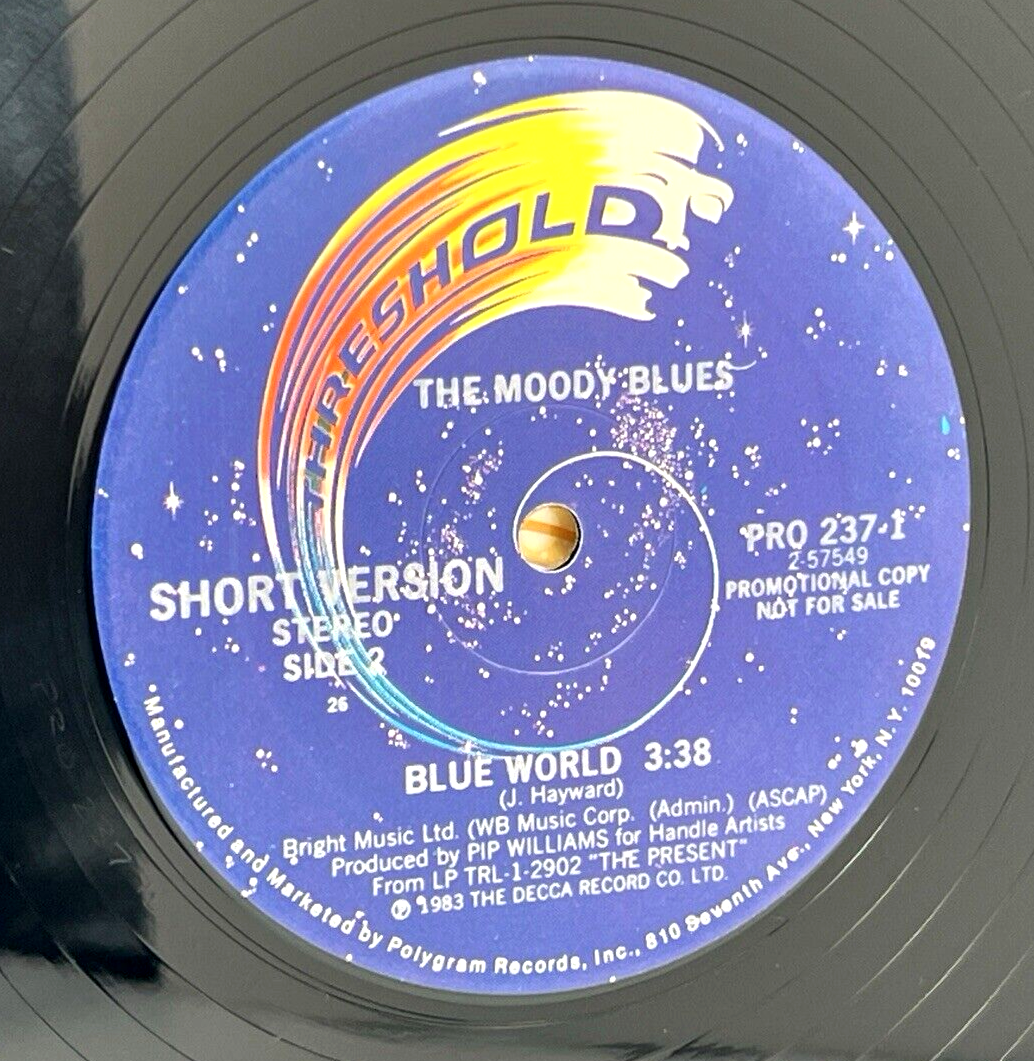 THRESHOLD
THE MOODY BLUES
PRO 237-1
2-57549
PROMOTIONAL COPY
NOT FOR SALE
SHORT VERSION
STEREO
SIDE 2
26
BLUE WORLD 3:38
(J. Hayward)
Bright Music Ltd. (WB Music Corp. (Admin.) (ASCAP)
Produced by PIP WILLIAMS for Handle Artists
From LP TRL-1-2902 "THE PRESENT"
℗ 1983 THE DECCA RECORD CO. LTD.
Manufactured and Marketed by Polygram Records, Inc., 810 Seventh Ave., New York, N.Y. 10019